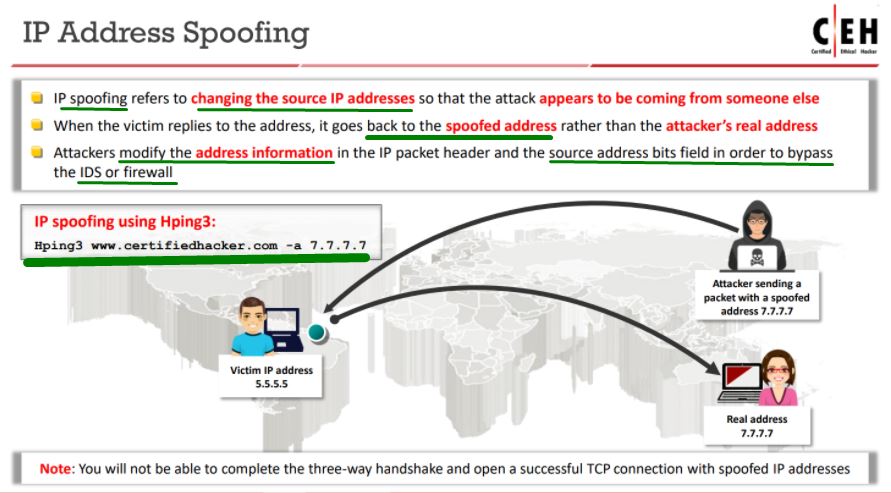 IP Address Spoofing
C|EH
Certified Ethical Hacker
IP spoofing refers to changing the source IP addresses so that the attack appears to be coming from someone else
When the victim replies to the address, it goes back to the spoofed address rather than the attacker's real address
Attackers modify the address information in the IP packet header and the source address bits field in order to bypass
the IDS or firewall
IP spoofing using Hping3:
Hping3 www.certifiedhacker.com -a 7.7.7.7
Attacker sending a
packet with a spoofed
address 7.7.7.7
Victim IP address
5.5.5.5
Real address
7.7.7.7
Note: You will not be able to complete the three-way handshake and open a successful TCP connection with spoofed IP addresses